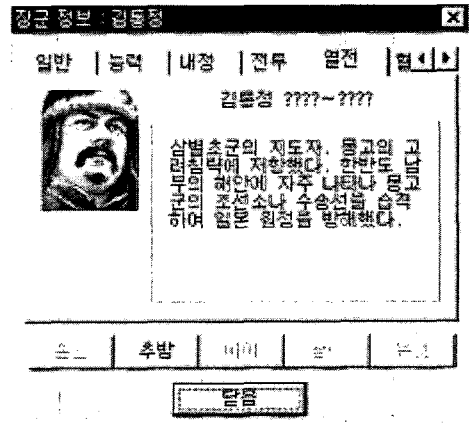 장군 정보 : 김통정
일반 능력 내정 전투 열전
김통정 ????~????
삼별초군의 지도자. 몽고의 고
려침략에 저항했다. 한반도 남
부의 해안에 자주 나타나 몽고
군의 조선소나 수송선을 습격
하여 일본 원정을 방해했다.
추방
닫음